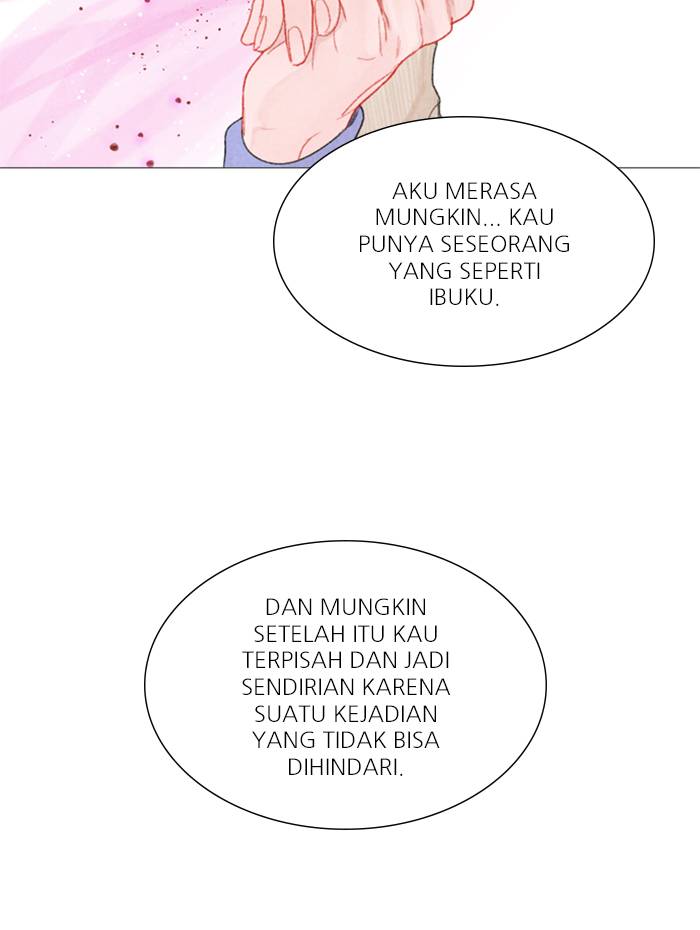 AKU MERASA
MUNGKIN... KAU
PUNYA SESEORANG
YANG SEPERTI
IBUKU.
DAN MUNGKIN
SETELAH ITU KAU
TERPISAH DAN JADI
SENDIRIAN KARENA
SUATU KEJADIAN
YANG TIDAK BISA
DIHINDARI.